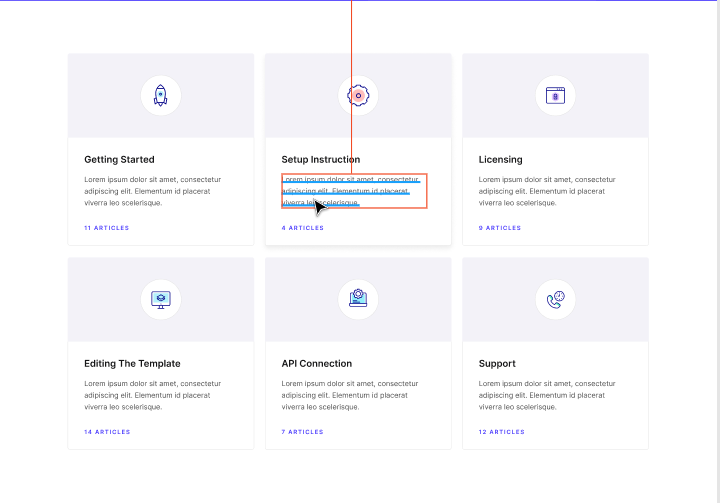 Getting Started
Lorem ipsum dolor sit amet, consectetur
adipiscing elit. Elementum id placerat
viverra leo scelerisque.
11 ARTICLES
Setup Instruction
Lorem ipsum dolor sit amet, consectetur
adipiscing elit. Elementum id placerat
viverra leo scelerisque.
4 ARTICLES
Licensing
Lorem ipsum dolor sit amet, consectetur
adipiscing elit. Elementum id placerat
viverra leo scelerisque.
9 ARTICLES
Editing The Template
Lorem ipsum dolor sit amet, consectetur
adipiscing elit. Elementum id placerat
viverra leo scelerisque.
14 ARTICLES
API Connection
Lorem ipsum dolor sit amet, consectetur
adipiscing elit. Elementum id placerat
viverra leo scelerisque.
7 ARTICLES
Support
Lorem ipsum dolor sit amet, consectetur
adipiscing elit. Elementum id placerat
viverra leo scelerisque.
12 ARTICLES